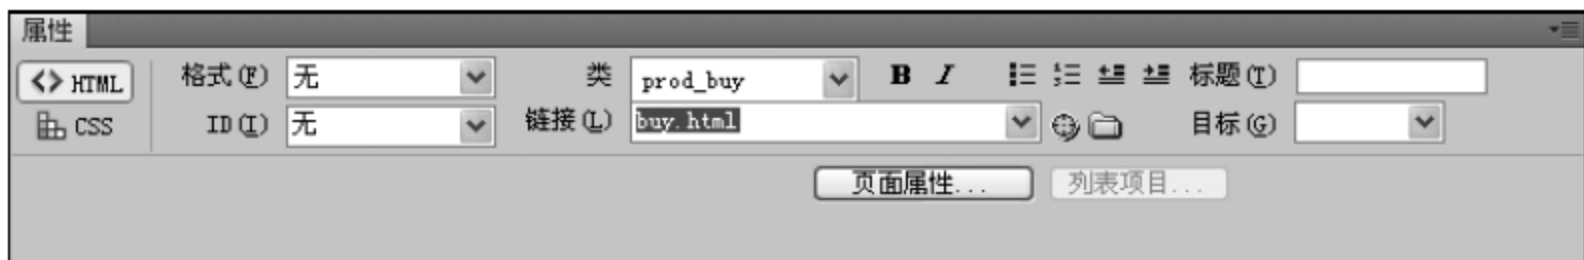 属性
<> HTML 格式(F) 无 类 prod_buy B I 标题(T)
CSS ID(I) 无 链接(L) buy.html 目标(G)
页面属性... 列表项目...